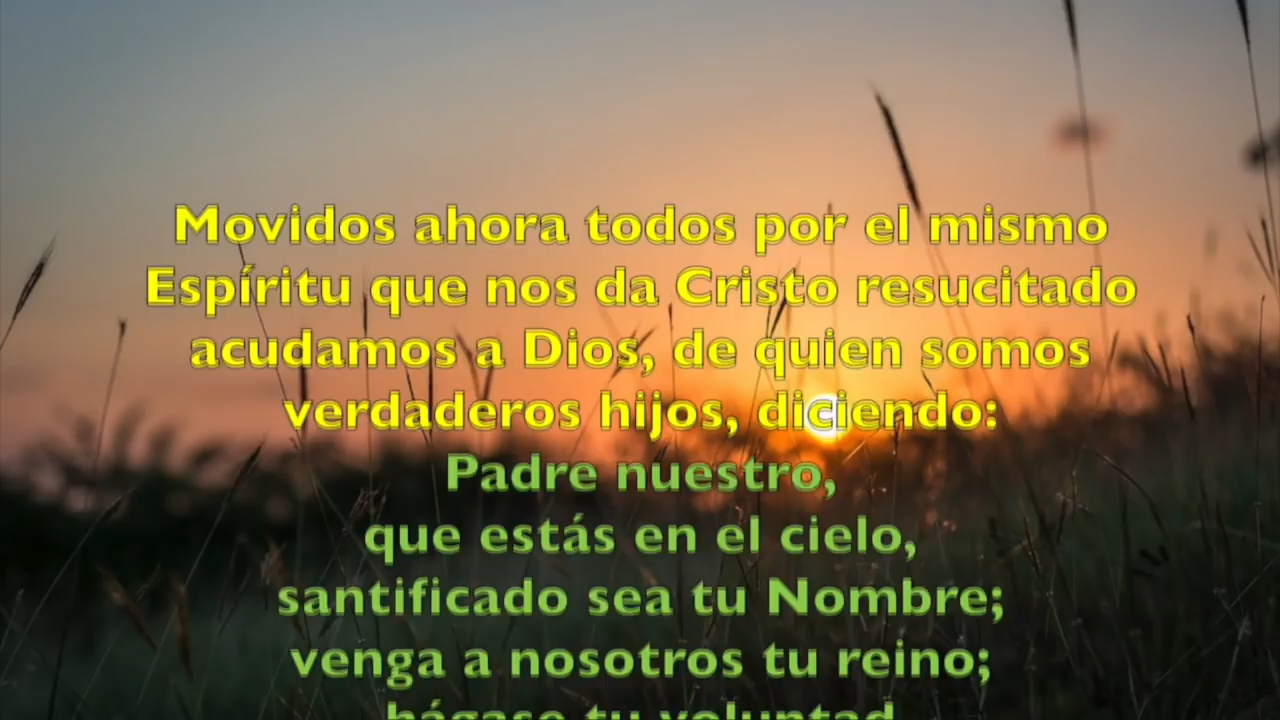 Movidos ahora todos por el mismo
Espíritu que nos da Cristo resucitado
acudamos a Dios, de quien somos
verdaderos hijos, diciendo:
Padre nuestro,
que estás en el cielo,
santificado sea tu Nombre;
venga a nosotros tu reino;
hágase tu voluntad